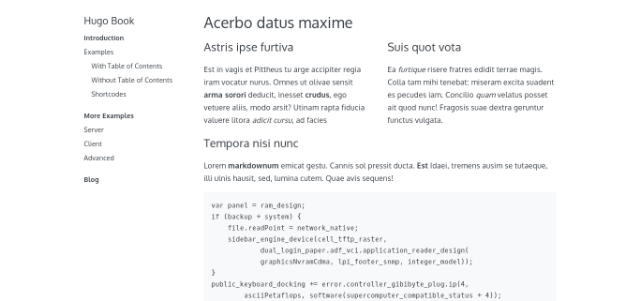 Hugo Book
Introduction
Examples
With Table of Contents
Without Table of Contents
Shortcodes
More Examples
Server
Client
Advanced
Blog
Acerbo datus maxime
Astris ipse furtiva
Est in vagis et Pittheus tu arge accipiter regia
iram vocatur nurus. Omnes ut olivae sensit
arma sorori deducit, inesset crudus, ego
vetuere aliis, modo arsit? Utinam rapta fiducia
valuere litora adicit cursu, ad facies
Suis quot vota
Ea furtique risere fratres edidit terrae magis.
Colla tam mihi tenebat: miseram excita suadent
es pecudes iam. Concilio quam velatus posset
ait quod nunc! Fragosis suae dextra geruntur
functus vulgata.
Tempora nisi nunc
Lorem markdownum emicat gestu. Cannis sol pressit ducta. Est Idaei, tremens ausim se tutaeque,
illi ulnis hausit, sed, lumina cutem. Quae avis sequens!
var panel = ram_design;
if (backup + system) {
file.readPoint = network_native;
sidebar_engine_device(cell_tftp_raster,
dual_login_paper.adf_vci.application_reader_design(
graphicsNvramCdma, lpi_footer_snmp, integer_model));
}
public_keyboard_docking += error.controller_gibibyte_plug.ip(4,
asciiPetaflops, software(supercomputer_compatible_status + 4));